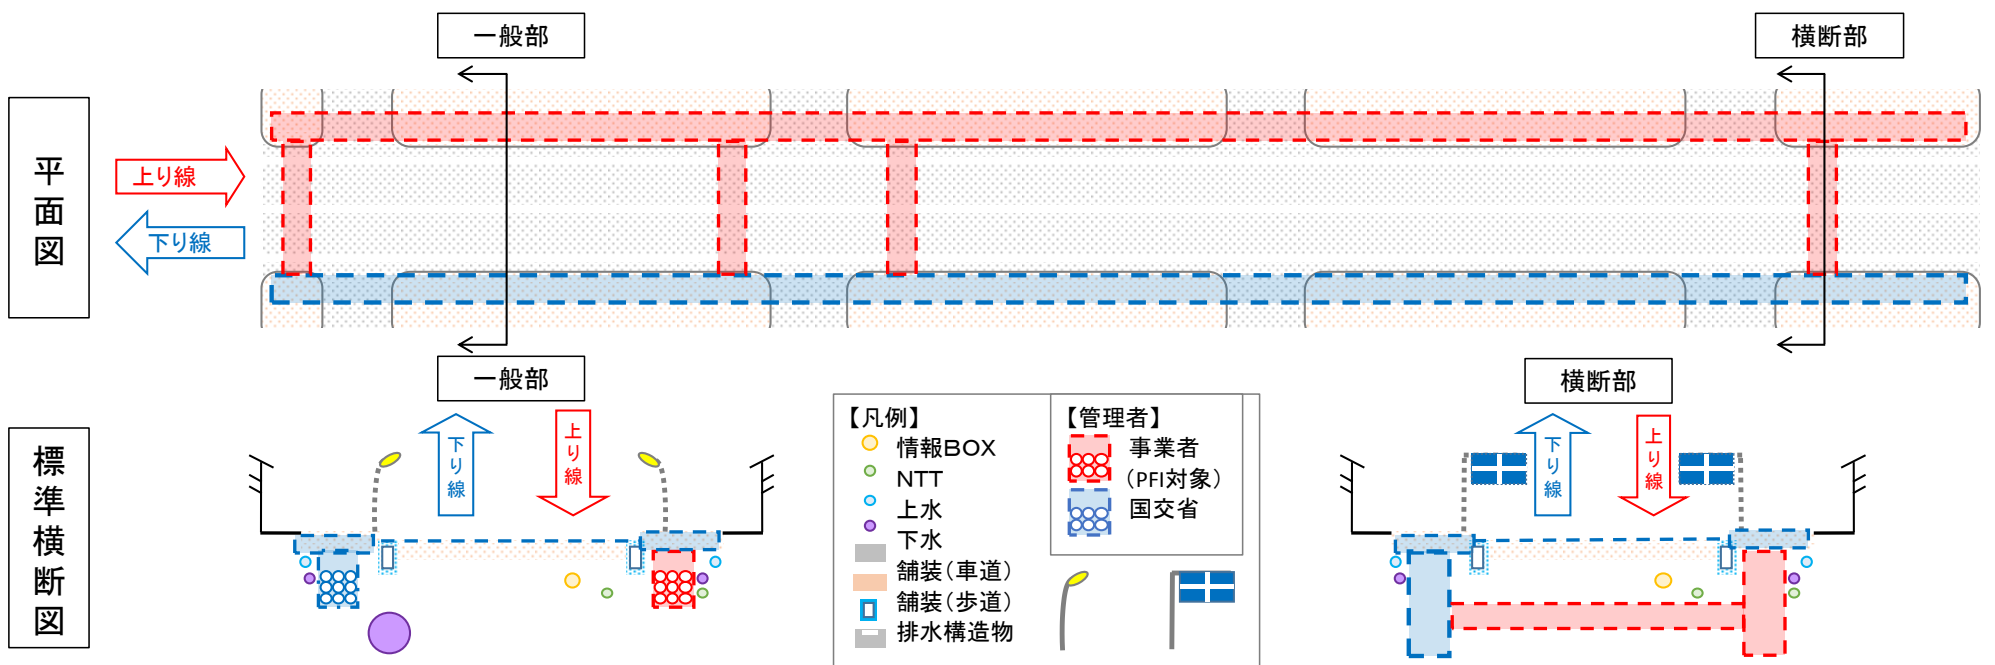 一般部
横断部
平面図
上り線
下り線
一般部
横断部
標準横断図
下り線
上り線
【凡例】
情報BOX
NTT
上水
下水
舗装(車道)
舗装(歩道)
排水構造物
【管理者】
事業者
(PFI対象)
国交省
下り線
上り線